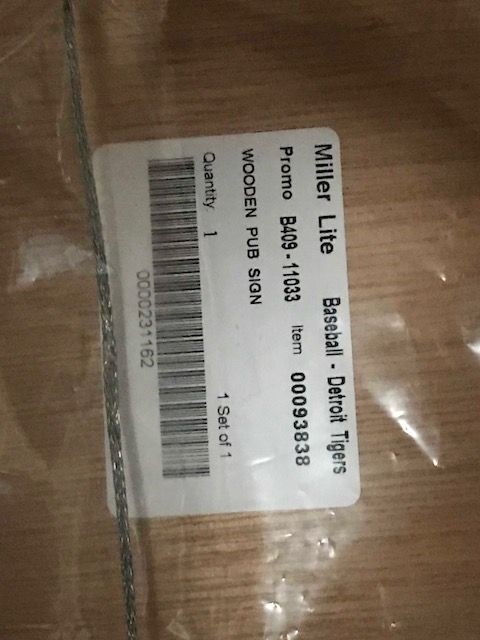 Miller Lite Baseball - Detroit Tigers
Promo B409 - 11033 Item 00093838
WOODEN PUB SIGN
Quantity: 1 1 Set of 1
0000231162